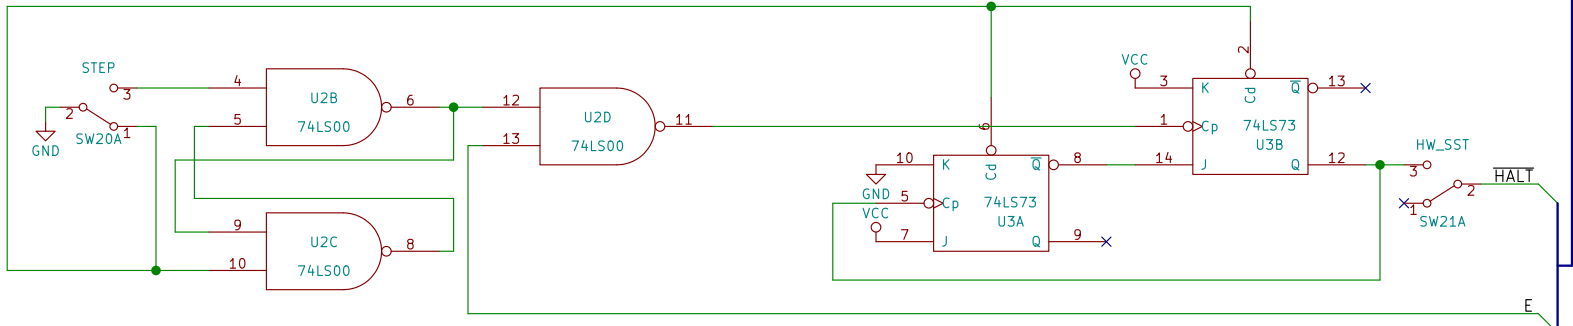 STEP
3
2
1
SW20A
GND
4
5
U2B
74LS00
6
9
10
U2C
74LS00
8
12
13
U2D
74LS00
11
VCC
3
K
2
Cd
Q
13
1
Cp
74LS73
U3B
14
J
Q
12
6
10
K
Cd
Q
8
GND
5
Cp
74LS73
U3A
VCC
7
J
Q
9
HW_SST
3
2
1
SW21A
HALT
E